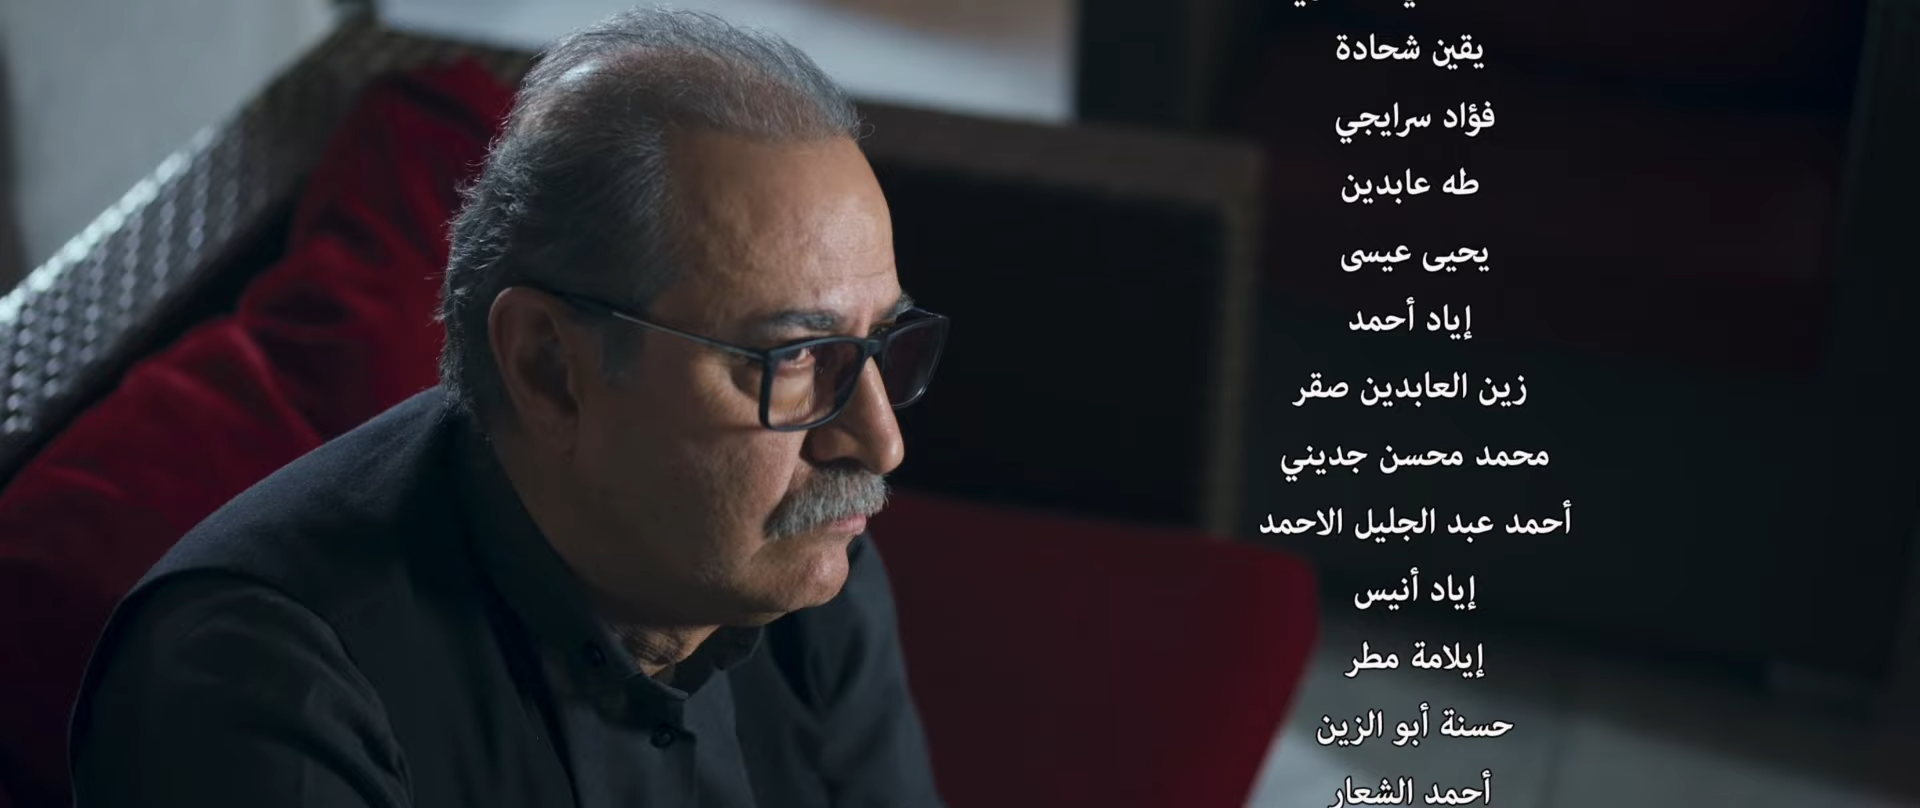 يقين شحادة
فؤاد سرايجي
طه عابدين
يحيى عيسى
إياد أحمد
زين العابدين صقر
محمد محسن جديني
أحمد عبد الجليل الاحمد
إياد أنيس
إيلامة مطر
حسنة أبو الزين
أحمد الشعار